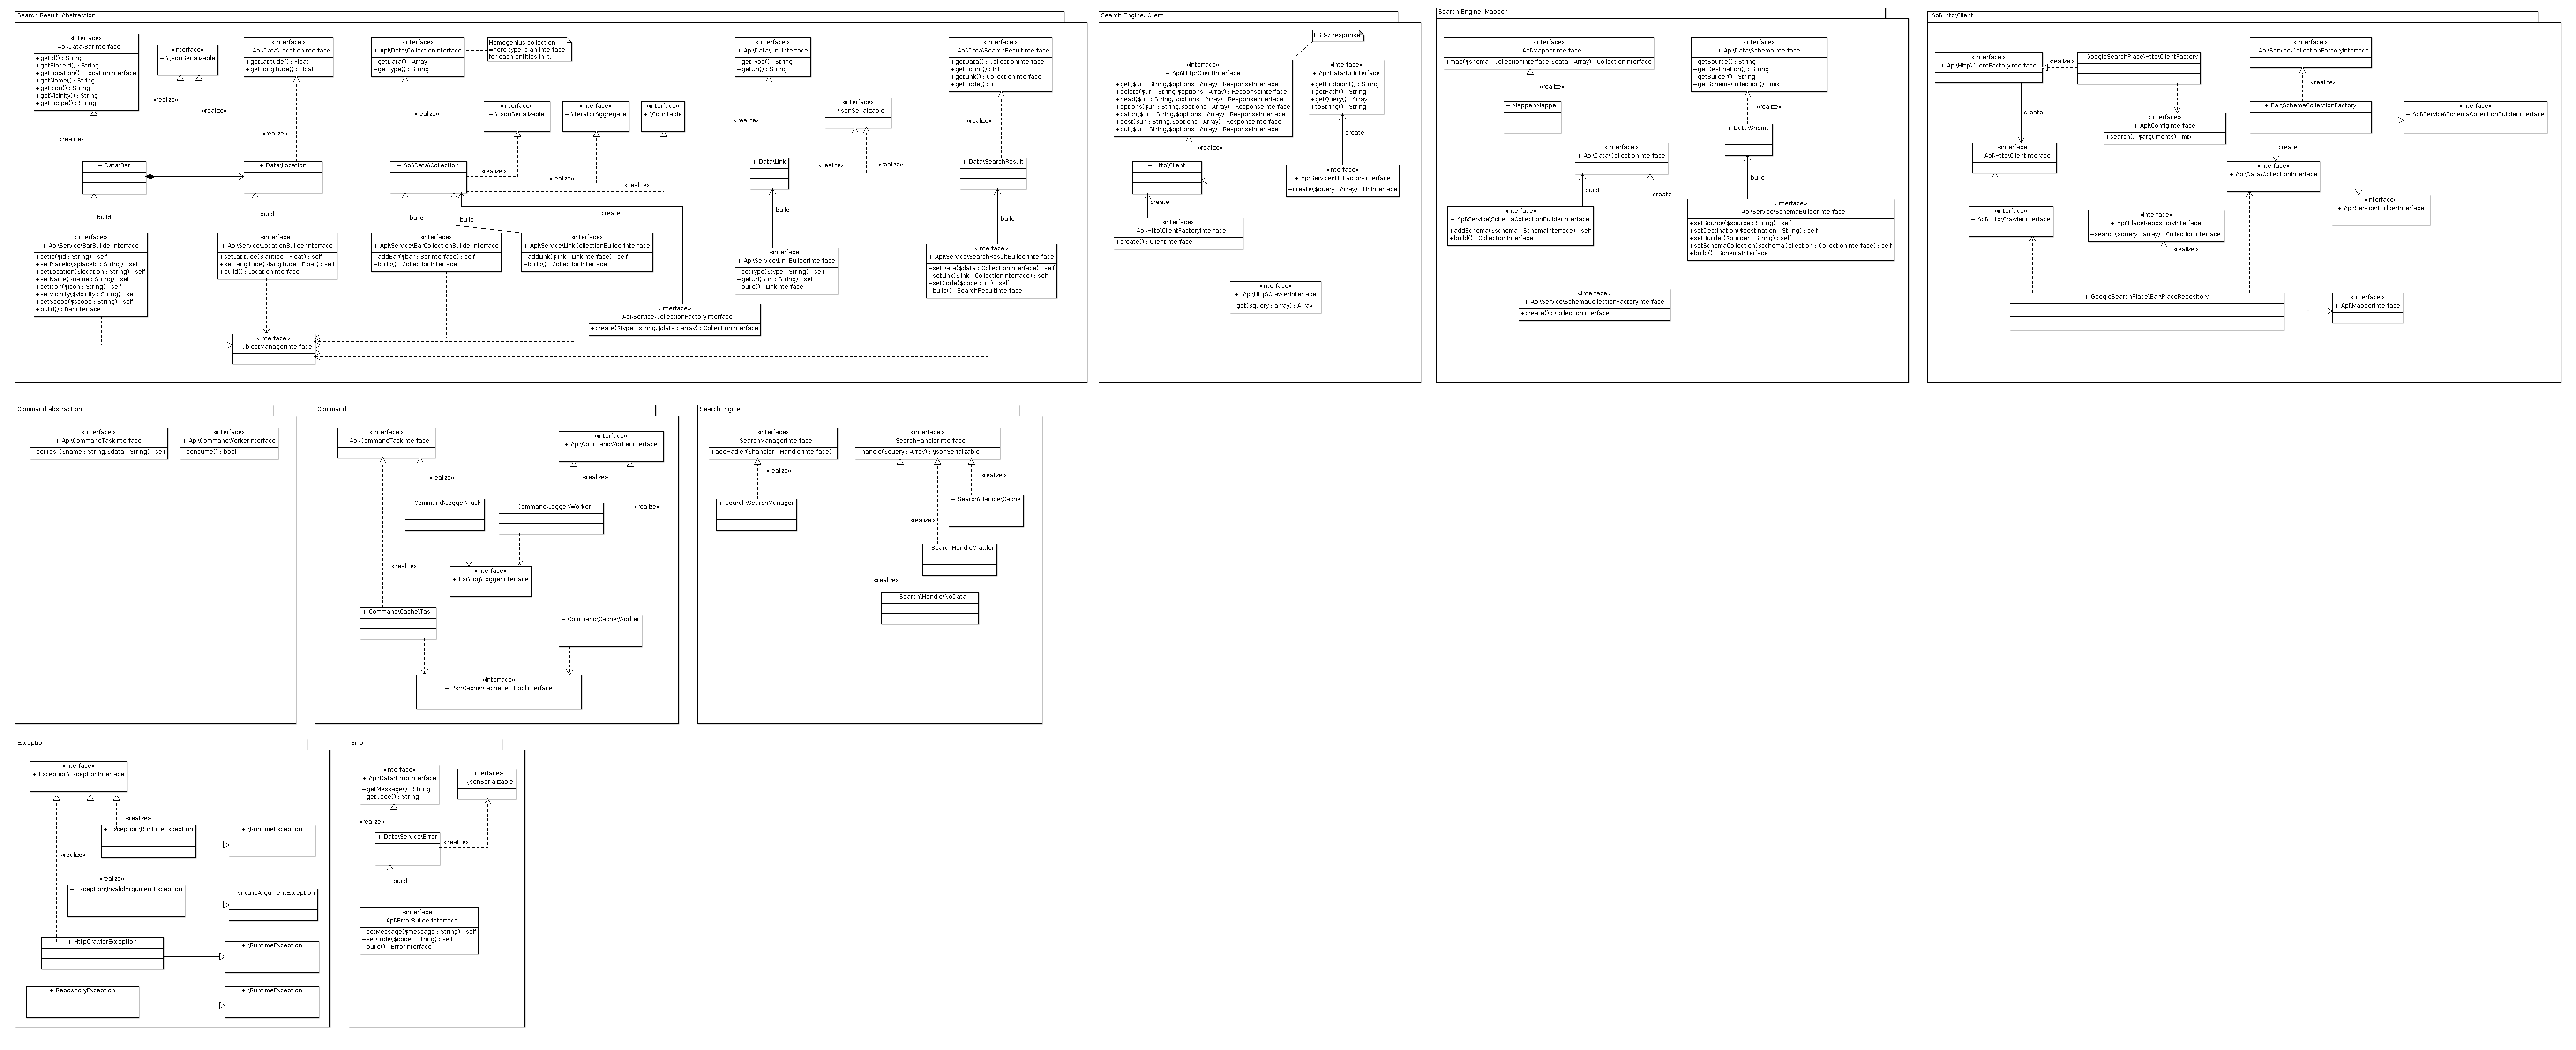 Search Result: Abstraction
«interface»
+ Api\Data\BarInterface
+getId() : String
+getPlaceId() : String
+getLocation() : LocationInterface
+getName() : String
+getIcon() : String
+getVicinity() : String
+getScope() : String
«interface»
+ \JsonSerializable
«interface»
+ Api\Data\LocationInterface
+getLatitude() : Float
+getLongitude() : Float
«interface»
+ Api\Data\CollectionInterface
+getData() : Array
+getType() : String
Homogenius collection
where type is an interface
for each entities in it.
«interface»
+ Api\Data\LinkInterface
+getType() : String
+getUri() : String
«interface»
+ Api\Data\SearchResultInterface
+getData() : CollectionInterface
+getCount() : Int
+getLink() : CollectionInterface
+getCode() : Int
«interface»
+ \JsonSerializable
«interface»
+ \IteratorAggregate
«interface»
+ \Countable
«interface»
+ \JsonSerializable
«realize»
«realize»
«realize»
«realize»
«realize»
«realize»
«realize»
«realize»
«realize»
«realize»
«realize»
«realize»
+ Data\Bar
+ Data\Location
+ Api\Data\Collection
+ Data\Link
+ Data\SearchResult
build
build
build
create
build
build
«interface»
+ Api\Service\BarBuilderInterface
+setId($id : String) : self
+setPlaceId($placeId : String) : self
+setLocation($location : String) : self
+setName($name : String) : self
+setIcon($icon : String) : self
+setVicinity($vicinity : String) : self
+setScope($scope : String) : self
+build() : BarInterface
«interface»
+ Api\Service\LocationBuilderInterface
+setLatitude($latitide : Float) : self
+setLangitude($langitude : Float) : self
+build() : LocationInterface
«interface»
+ Api\Service\BarCollectionBuilderInterface
+addBar($bar : BarInterface) : self
+build() : CollectionInterface
«interface»
+ Api\Service\LinkCollectionBuilderInterface
+addLink($link : LinkInterface) : self
+build() : CollectionInterface
«interface»
+ Api\Service\LinkBuilderInterface
+setType($type : String) : self
+getUri($uri : String) : self
+build() : LinkInterface
«interface»
+ Api\Service\SearchResultBuilderInterface
+setData($data : CollectionInterface) : self
+setLink($link : CollectionInterface) : self
+setCode($code : Int) : self
+build() : SearchResultInterface
«interface»
+ Api\Service\CollectionFactoryInterface
+create($type : string,$data : array) : CollectionInterface
«interface»
+ ObjectManagerInterface
Search Engine: Client
PSR-7 response
«interface»
+ Api\Http\ClientInterface
+get($url : String,$options : Array) : ResponseInterface
+delete($url : String,$options : Array) : ResponseInterface
+head($url : String,$options : Array) : ResponseInterface
+options($url : String,$options : Array) : ResponseInterface
+patch($url : String,$options : Array) : ResponseInterface
+post($url : String,$options : Array) : ResponseInterface
+put($url : String,$options : Array) : ResponseInterface
«interface»
+ Api\Data\UrlInterface
+getEndpoint() : String
+getPath() : String
+getQuery() : Array
+toString() : String
«realize»
create
+ Http\Client
«interface»
+ Api\Service\UrlFactoryInterface
+create($query : Array) : UrlInterface
create
«interface»
+ Api\Http\ClientFactoryInterface
+create() : ClientInterface
«interface»
+ Api\Http\CrawlerInterface
+get($query : array) : Array
Search Engine: Mapper
«interface»
+ Api\MapperInterface
+map($shema : CollectionInterface,$data : Array) : CollectionInterface
«interface»
+ Api\Data\SchemaInterface
+getSource() : String
+getDestination() : String
+getBuilder() : String
+getSchemaCollection() : mix
«realize»
+ Mapper\Mapper
«realize»
+ Data\Shema
«interface»
+ Api\Data\CollectionInterface
build
create
build
«interface»
+ Api\Service\SchemaCollectionBuilderInterface
+addSchema($schema : SchemaInterface) : self
+build() : CollectionInterface
«interface»
+ Api\Service\SchemaBuilderInterface
+setSource($source : String) : self
+setDestination($destination : String) : self
+setBuilder($builder : String) : self
+setSchemaCollection($schemaCollection : CollectionInterface) : self
+build() : SchemaInterface
«interface»
+ Api\Service\SchemaCollectionFactoryInterface
+create() : CollectionInterface
Api\Http\Client
«interface»
+ Api\Http\ClientFactoryInterface
«realize»
+ GoogleSearchPlace\Http\ClientFactory
«interface»
+ Api\Service\CollectionFactoryInterface
«realize»
create
«interface»
+ Api\ConfigInterface
+search(...$arguments) : mix
+ Bar\SchemaCollectionFactory
«interface»
+ Api\Service\SchemaCollectionBuilderInterface
«interface»
+ Api\Http\ClientInterace
create
«interface»
+ Api\Data\CollectionInterface
«interface»
+ Api\Service\BuilderInterface
«interface»
+ Api\Http\CrawlerInterface
«interface»
+ Api\PlaceRepositoryInterface
+search($query : array) : CollectionInterface
«realize»
+ GoogleSearchPlace\Bar\PlaceRepository
«interface»
+ Api\MapperInterface
Command abstraction
«interface»
+ Api\CommandTaskInterface
+setTask($name : String,$data : String) : self
«interface»
+ Api\CommandWorkerInterface
+consume() : bool
Command
«interface»
+ Api\CommandTaskInterface
«interface»
+ Api\CommandWorkerInterface
«realize»
«realize»
+ Command\Logger\Task
+ Command\Logger\Worker
«realize»
«realize»
«interface»
+ Psr\Log\LoggerInterface
+ Command\Cache\Task
+ Command\Cache\Worker
«interface»
+ Psr\Cache\CacheItemPoolInterface
SearchEngine
«interface»
+ SearchManagerInterface
+addHadler($handler : HandlerInterface)
«interface»
+ SearchHandlerInterface
+handle($query : Array) : \JsonSerializable
«realize»
«realize»
+ Search\SearchManager
+ Search\Handle\Cache
«realize»
+ SearchHandleCrawler
«realize»
+ Search\Handle\NoData
Exception
«interface»
+ Exception\ExceptionInterface
«realize»
+ Exception\RuntimeException
+ \RuntimeException
«realize»
«realize»
+ Exception\InvalidArgumentException
+ \InvalidArgumentException
+ HttpCrawlerException
+ \RuntimeException
+ RepositoryException
+ \RuntimeException
Error
«interface»
+ Api\Data\ErrorInterface
+getMessage() : String
+getCode() : String
«interface»
+ \JsonSerializable
«realize»
+ Data\Service\Error
«realize»
build
«interface»
+ Api\ErrorBuilderInterface
+setMessage($message : String) : self
+setCode($code : String) : self
+build() : ErrorInterface